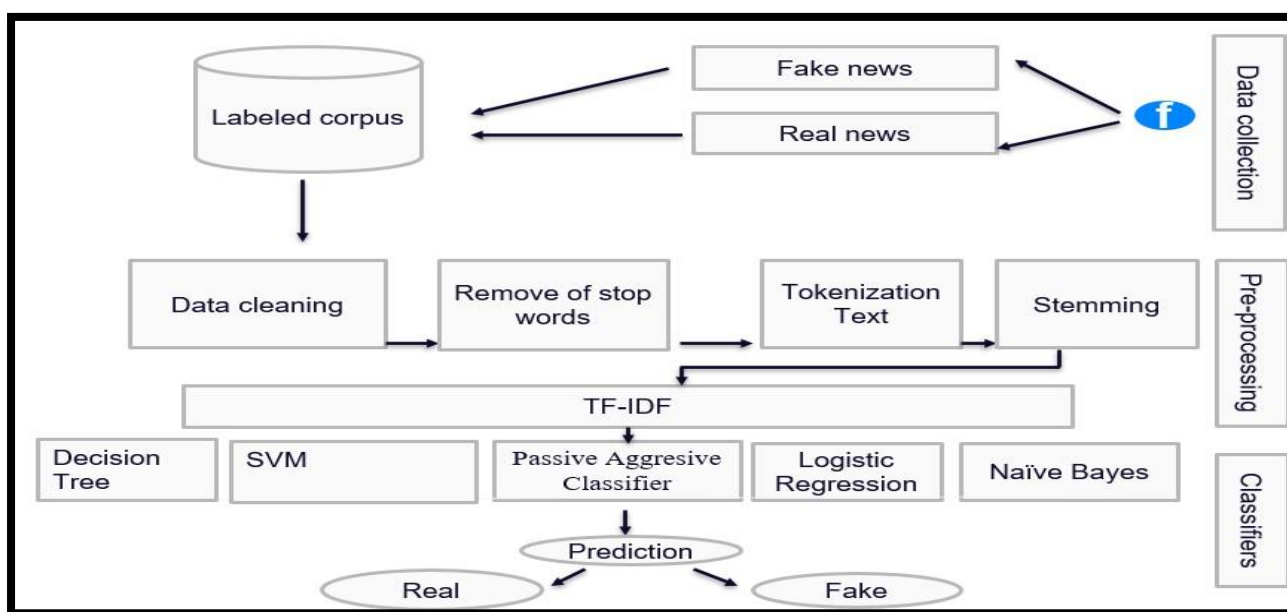 Fake news
Labeled corpus
Real news
f
Data collection
Data cleaning
Remove of stop
words
Tokenization
Text
Stemming
Pre-processing
TF-IDF
Decision
Tree
SVM
Passive Aggresive
Classifier
Logistic
Regression
Naïve Bayes
Classifiers
Prediction
Real
Fake